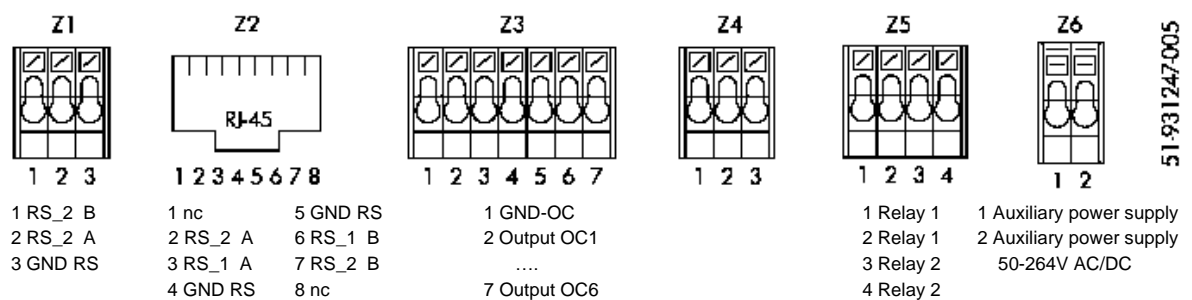 Z1 Z2 Z3 Z4 Z5 Z6
51-931247-005
RJ-45
1 2 3 1 2 3 4 5 6 7 8 1 2 3 4 5 6 7 1 2 3 1 2 3 4 1 2
1 RS_2 B
2 RS_2 A
3 GND RS
1 nc
2 RS_2 A
3 RS_1 A
4 GND RS
5 GND RS
6 RS_1 B
7 RS_2 B
8 nc
1 GND-OC
2 Output OC1
....
7 Output OC6
1 Relay 1
2 Relay 1
3 Relay 2
4 Relay 2
1 Auxiliary power supply
2 Auxiliary power supply
50-264V AC/DC